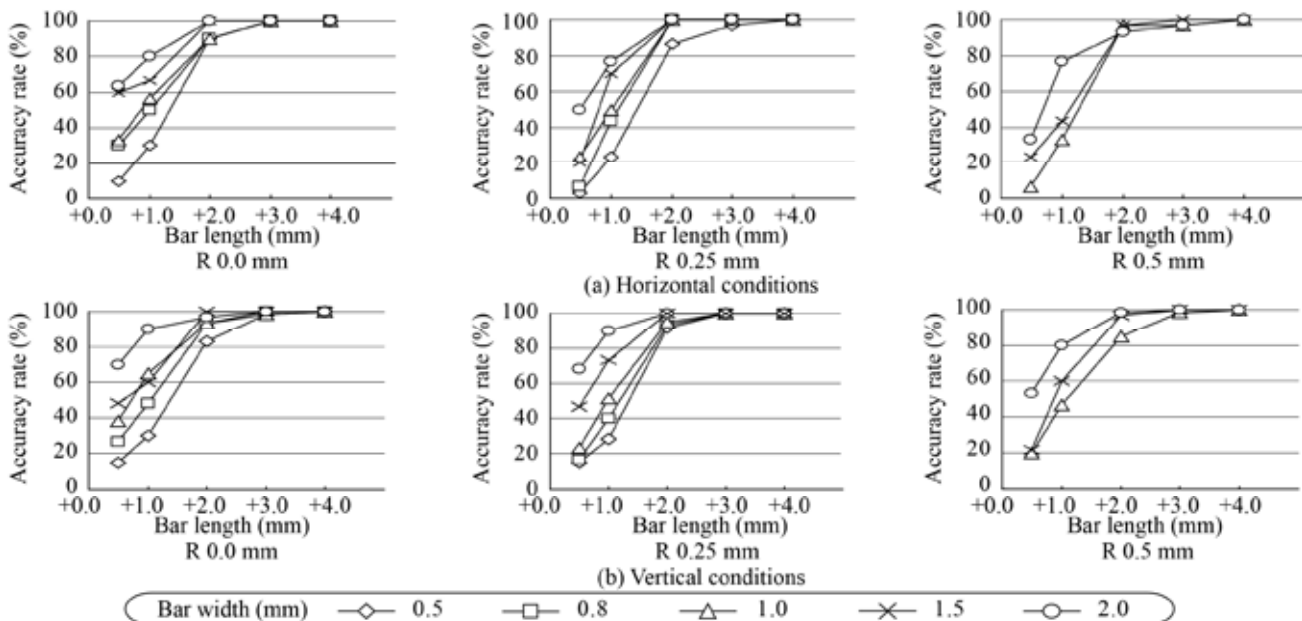 Accuracy rate (%)
100
80
60
40
20
0
+0.0 +1.0 +2.0 +3.0 +4.0
Bar length (mm)
R 0.0 mm
Accuracy rate (%)
100
80
60
40
20
0
+0.0 +1.0 +2.0 +3.0 +4.0
Bar length (mm)
R 0.25 mm
Accuracy rate (%)
100
80
60
40
20
0
+0.0 +1.0 +2.0 +3.0 +4.0
Bar length (mm)
R 0.5 mm
(a) Horizontal conditions
Accuracy rate (%)
100
80
60
40
20
0
+0.0 +1.0 +2.0 +3.0 +4.0
Bar length (mm)
R 0.0 mm
Accuracy rate (%)
100
80
60
40
20
0
+0.0 +1.0 +2.0 +3.0 +4.0
Bar length (mm)
R 0.25 mm
Accuracy rate (%)
100
80
60
40
20
0
+0.0 +1.0 +2.0 +3.0 +4.0
Bar length (mm)
R 0.5 mm
(b) Vertical conditions
Bar width (mm) 0.5 0.8 1.0 1.5 2.0